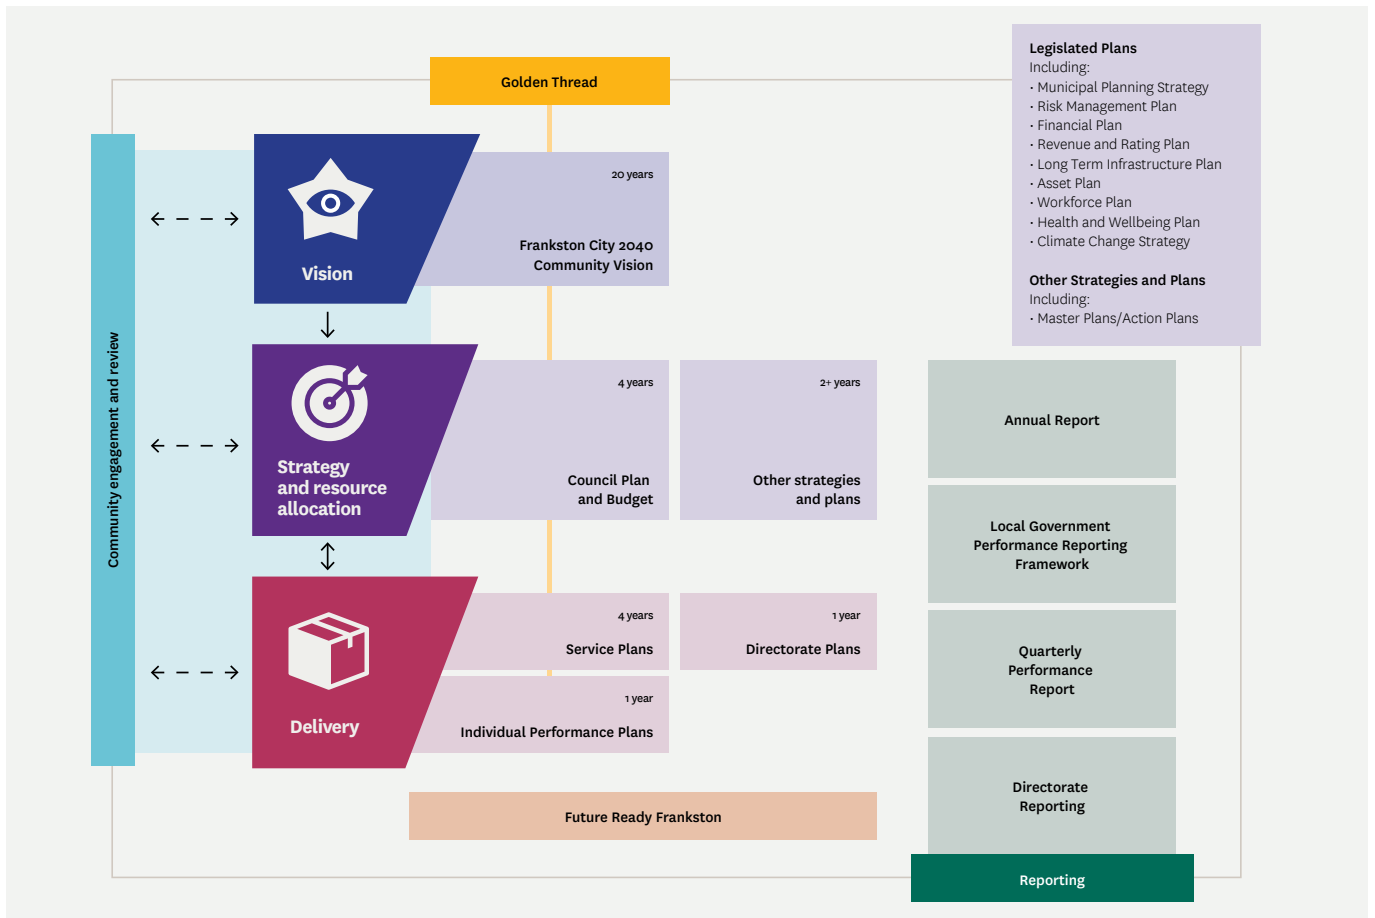 Golden Thread
Legislated Plans
Including:
• Municipal Planning Strategy
• Risk Management Plan
• Financial Plan
• Revenue and Rating Plan
• Long Term Infrastructure Plan
• Asset Plan
• Workforce Plan
• Health and Wellbeing Plan
• Climate Change Strategy
Other Strategies and Plans
Including:
• Master Plans/Action Plans
Community engagement and review
Vision
20 years
Frankston City 2040
Community Vision
Strategy
and resource
allocation
4 years
Council Plan
and Budget
2+ years
Other strategies
and plans
Delivery
4 years
Service Plans
1 year
Directorate Plans
1 year
Individual Performance Plans
Future Ready Frankston
Annual Report
Local Government
Performance Reporting
Framework
Quarterly
Performance
Report
Directorate
Reporting
Reporting